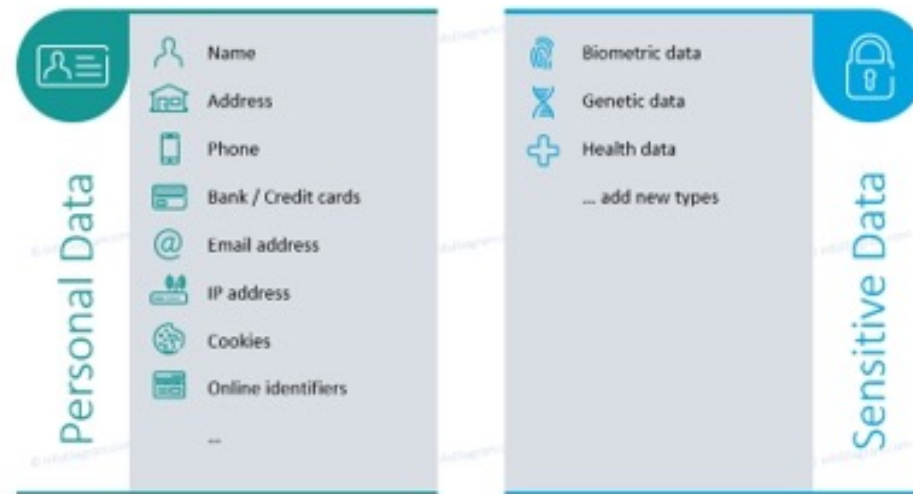 Personal Data
Name
Address
Phone
Bank / Credit cards
Email address
IP address
Cookies
Online identifiers
...
Sensitive Data
Biometric data
Genetic data
Health data
... add new types